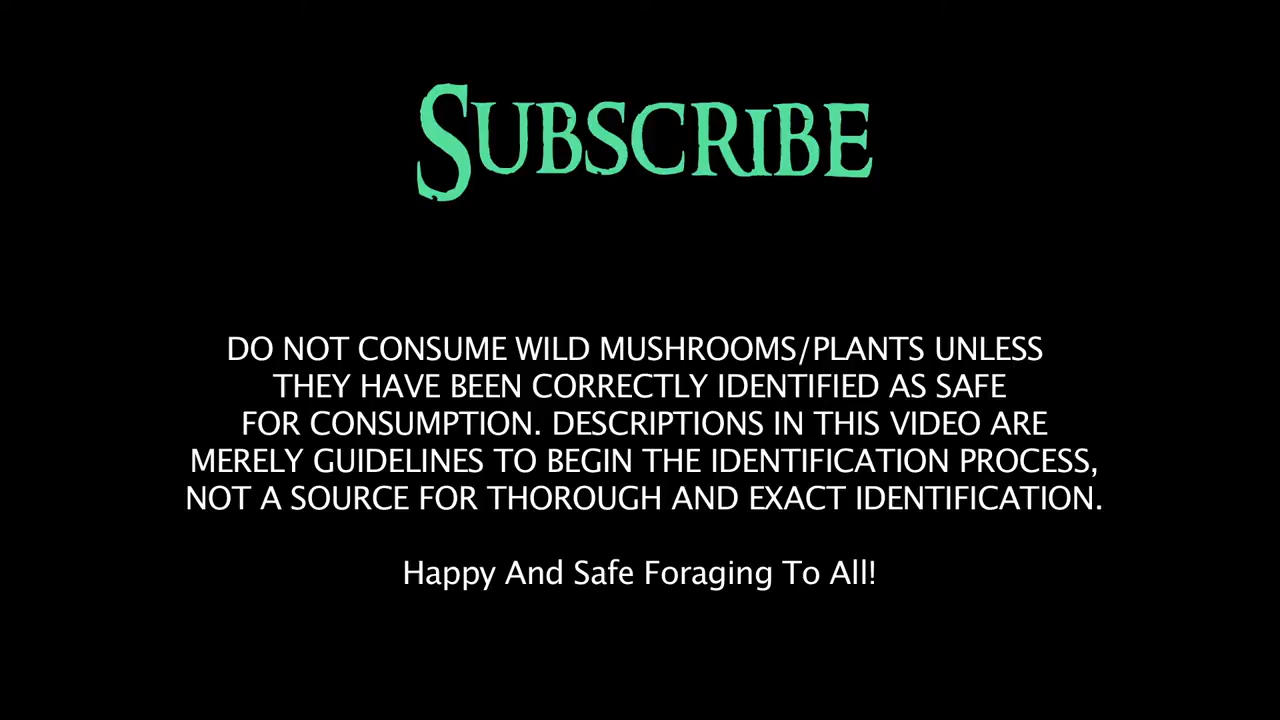 SUBSCRIBE
DO NOT CONSUME WILD MUSHROOMS/PLANTS UNLESS
THEY HAVE BEEN CORRECTLY IDENTIFIED AS SAFE
FOR CONSUMPTION. DESCRIPTIONS IN THIS VIDEO ARE
MERELY GUIDELINES TO BEGIN THE IDENTIFICATION PROCESS,
NOT A SOURCE FOR THOROUGH AND EXACT IDENTIFICATION.
Happy And Safe Foraging To All!